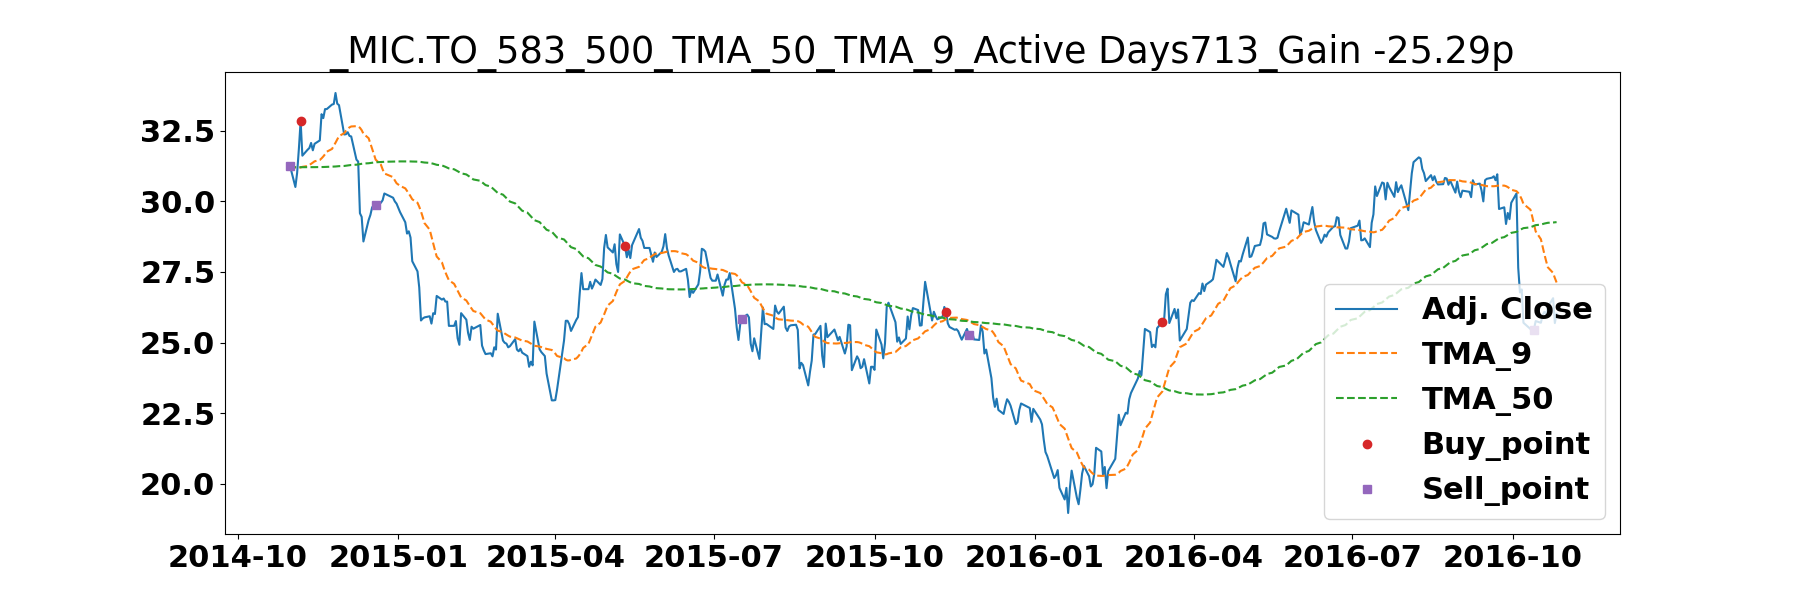 _MIC.TO_583_500_TMA_50_TMA_9_Active Days713_Gain -25.29p
32.5
30.0
27.5
25.0
22.5
20.0
2014-10 2015-01 2015-04 2015-07 2015-10 2016-01 2016-04 2016-07 2016-10
Adj. Close
TMA_9
TMA_50
Buy_point
Sell_point